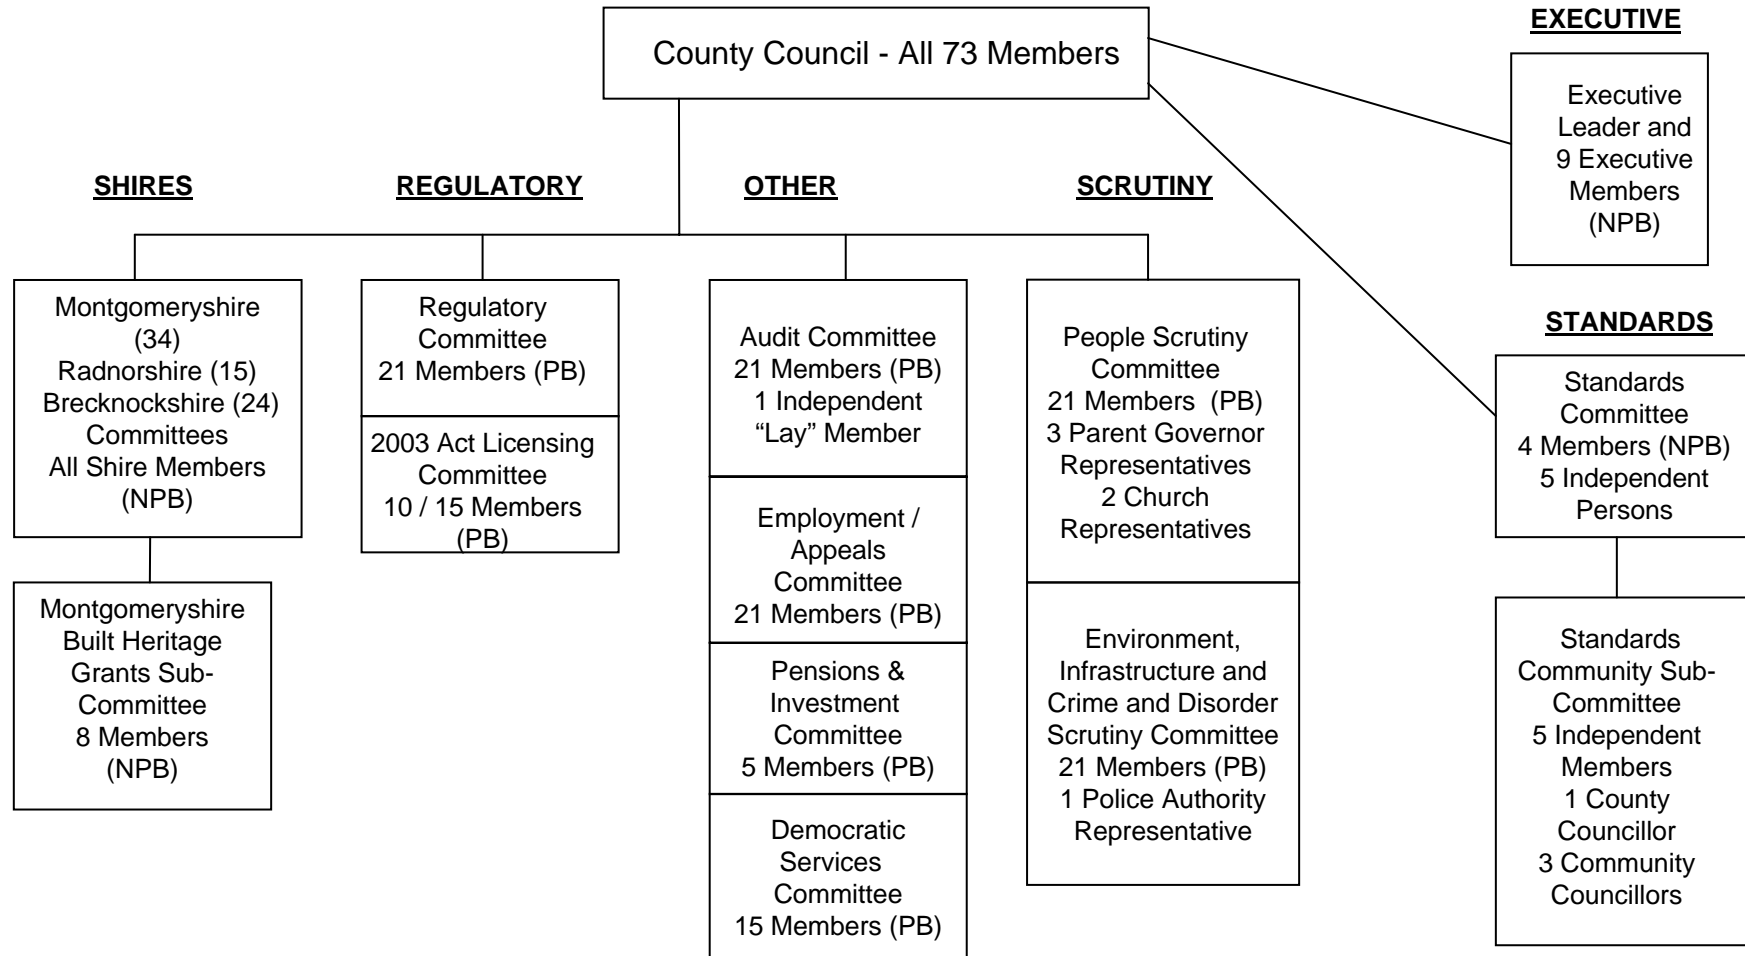 County Council - All 73 Members
EXECUTIVE
Executive
Leader and
9 Executive
Members
(NPB)
SHIRES
Montgomeryshire
(34)
Radnorshire (15)
Brecknockshire (24)
Committees
All Shire Members
(NPB)
Montgomeryshire
Built Heritage
Grants Sub-
Committee
8 Members
(NPB)
REGULATORY
Regulatory
Committee
21 Members (PB)
2003 Act Licensing
Committee
10 / 15 Members
(PB)
OTHER
Audit Committee
21 Members (PB)
1 Independent
“Lay” Member
Employment /
Appeals
Committee
21 Members (PB)
Pensions &
Investment
Committee
5 Members (PB)
Democratic
Services
Committee
15 Members (PB)
SCRUTINY
People Scrutiny
Committee
21 Members (PB)
3 Parent Governor
Representatives
2 Church
Representatives
Environment,
Infrastructure and
Crime and Disorder
Scrutiny Committee
21 Members (PB)
1 Police Authority
Representative
STANDARDS
Standards
Committee
4 Members (NPB)
5 Independent
Persons
Standards
Community Sub-
Committee
5 Independent
Members
1 County
Councillor
3 Community
Councillors